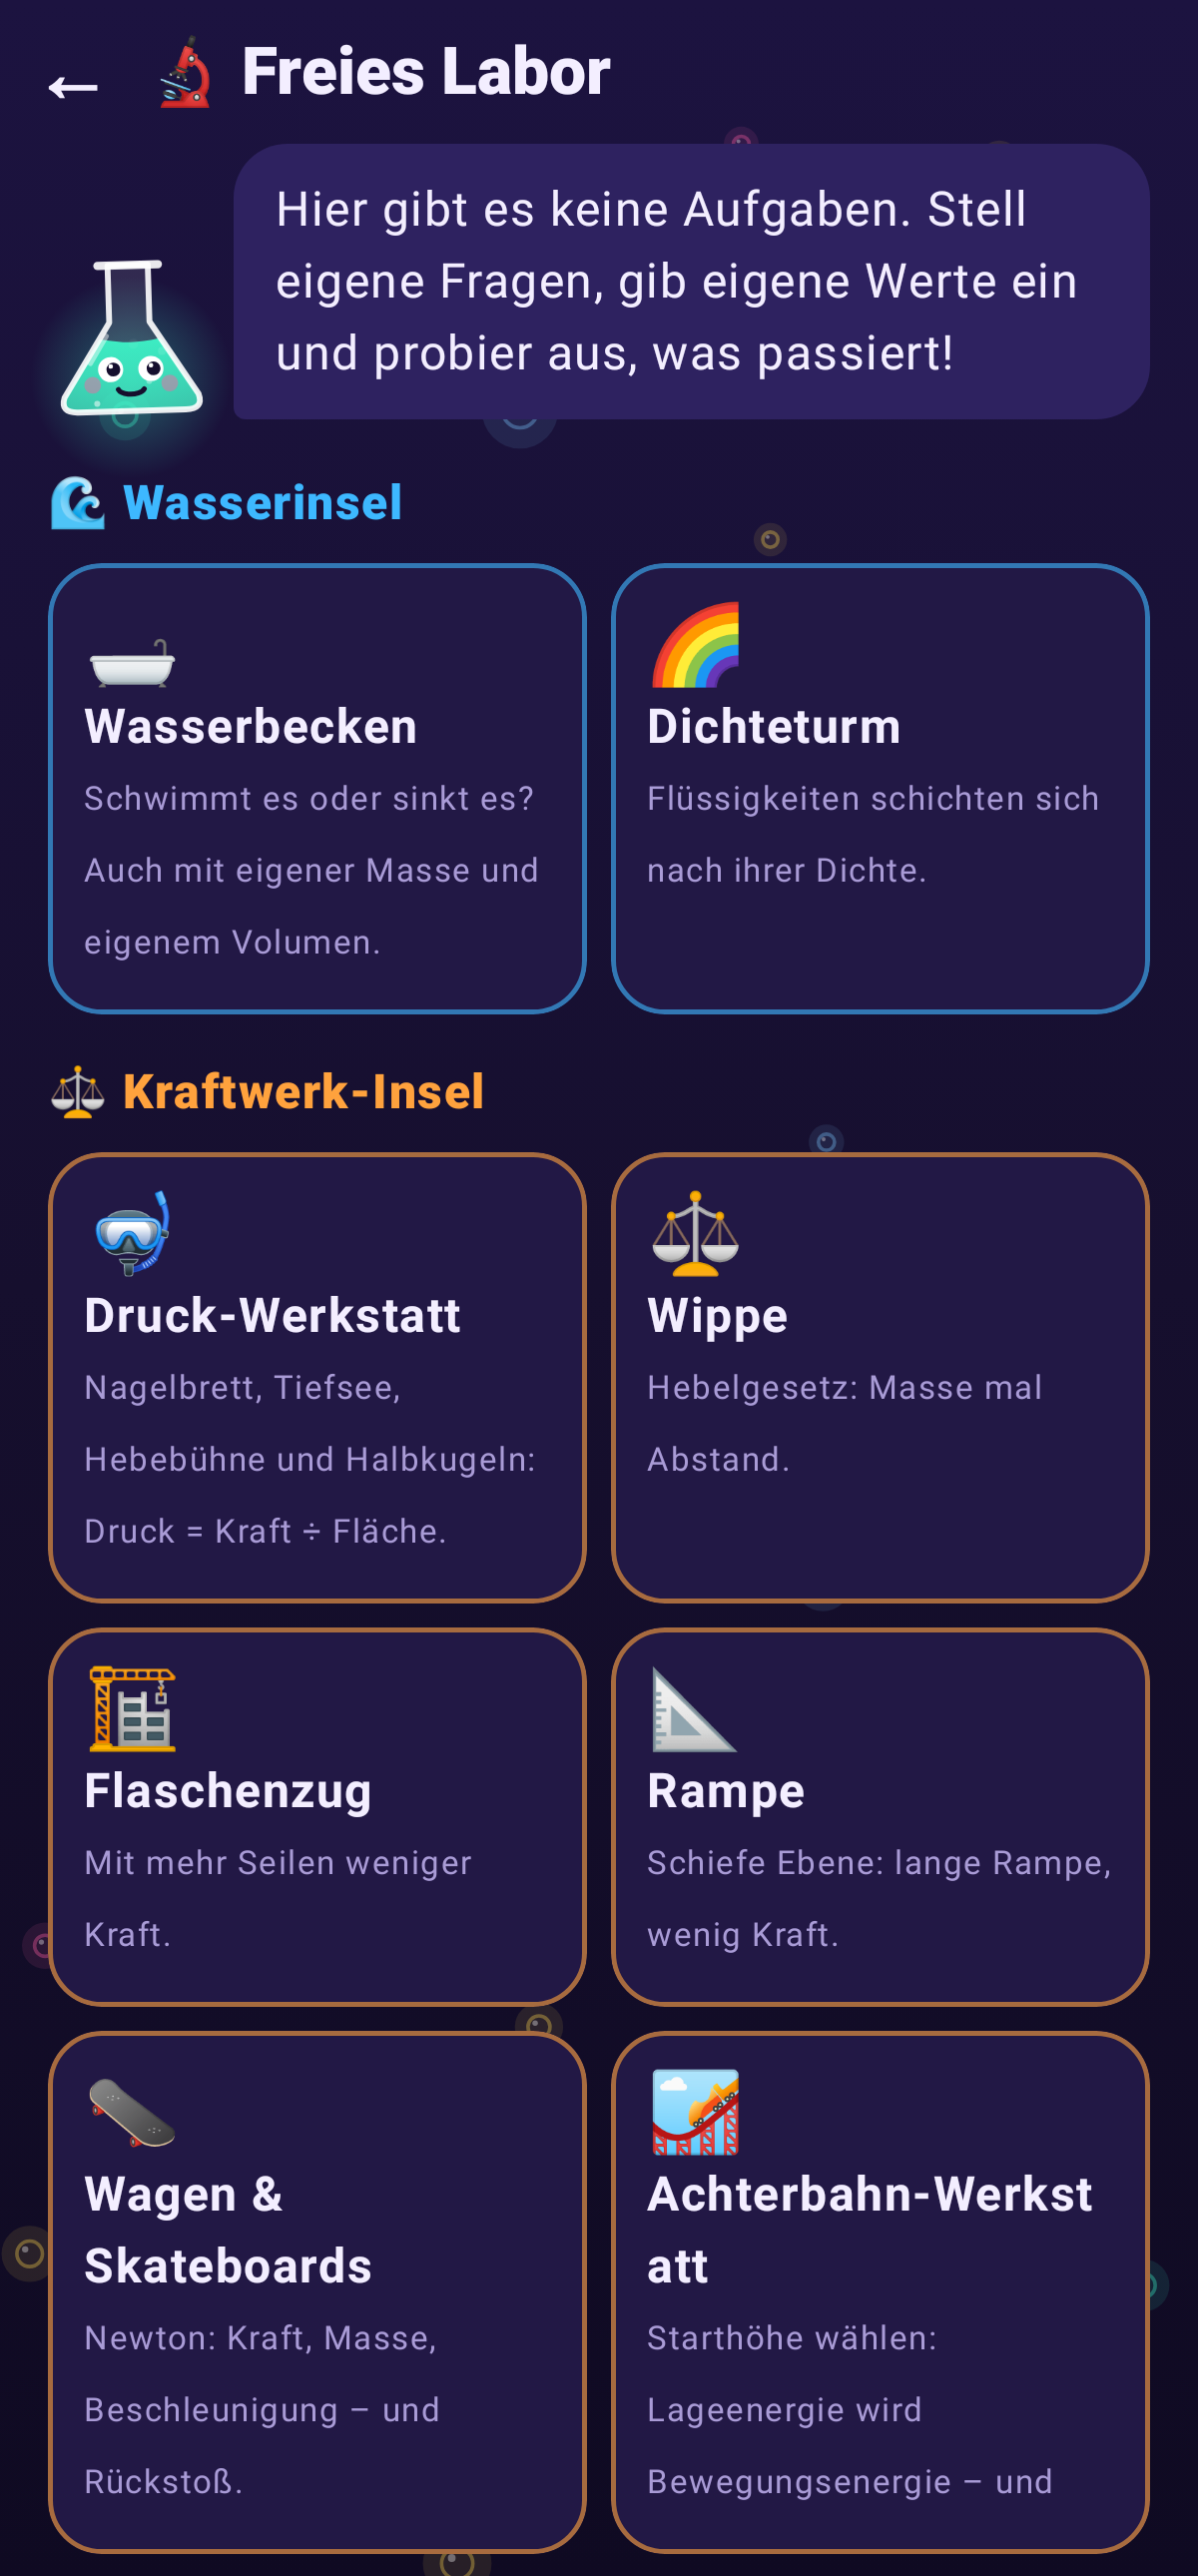 ← Freies Labor
Hier gibt es keine Aufgaben. Stell
eigene Fragen, gib eigene Werte ein
und probier aus, was passiert!
Wasserinsel
Wasserbecken
Schwimmt es oder sinkt es?
Auch mit eigener Masse und
eigenem Volumen.
Dichteturm
Flüssigkeiten schichten sich
nach ihrer Dichte.
Kraftwerk-Insel
Druck-Werkstatt
Nagelbrett, Tiefsee,
Hebebühne und Halbkugeln:
Druck = Kraft ÷ Fläche.
Wippe
Hebelgesetz: Masse mal
Abstand.
Flaschenzug
Mit mehr Seilen weniger
Kraft.
Rampe
Schiefe Ebene: lange Rampe,
wenig Kraft.
Wagen &
Skateboards
Newton: Kraft, Masse,
Beschleunigung – und
Rückstoß.
Achterbahn-Werkst
att
Starthöhe wählen:
Lageenergie wird
Bewegungsenergie – und